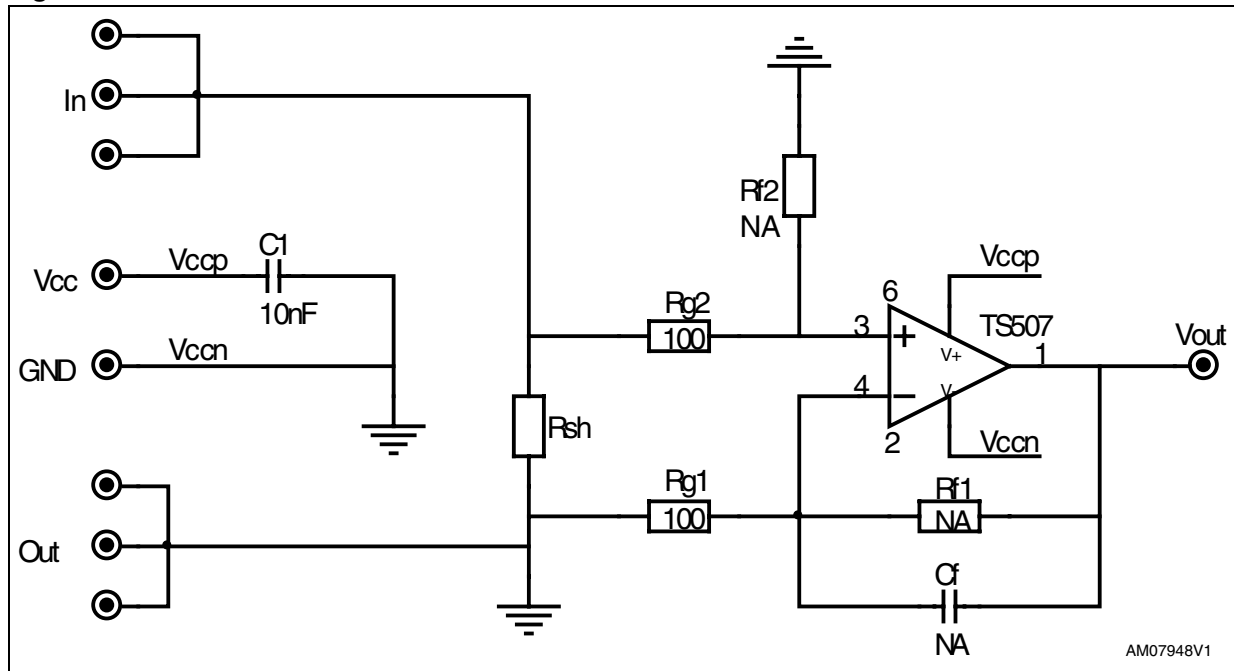 In
Vcc
Vccp
C1
10nF
GND
Vccn
Out
Rsh
Rf2
NA
Rg2
100
Rg1
100
3
4
6
2
+
−
V+
TS507
1
Vccp
Vccn
Vout
Rf1
NA
Cf
NA
AM07948V1